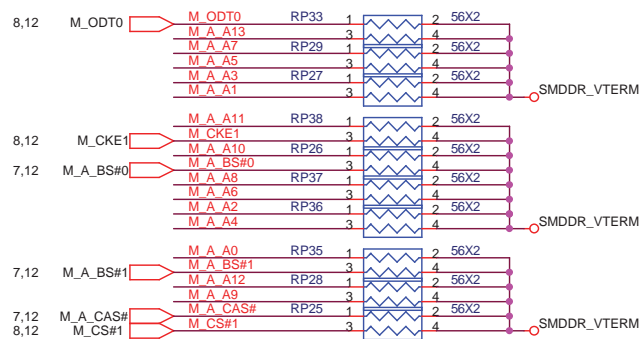 8,12 M_ODT0 M_ODT0 RP33 1 2 56X2
M_A_A13 3 4
M_A_A7 RP29 1 2 56X2
M_A_A5 3 4
M_A_A3 RP27 1 2 56X2
M_A_A1 3 4 SMDDR_VTERM
M_A_A11 RP38 1 2 56X2
8,12 M_CKE1 M_CKE1 3 4
M_A_A10 RP26 1 2 56X2
7,12 M_A_BS#0 M_A_BS#0 3 4
M_A_A8 RP37 1 2 56X2
M_A_A6 3 4
M_A_A2 RP36 1 2 56X2
M_A_A4 3 4 SMDDR_VTERM
M_A_A0 RP35 1 2 56X2
7,12 M_A_BS#1 M_A_BS#1 3 4
M_A_A12 RP28 1 2 56X2
M_A_A9 3 4
7,12 M_A_CAS# M_A_CAS# RP25 1 2 56X2
8,12 M_CS#1 M_CS#1 3 4 SMDDR_VTERM